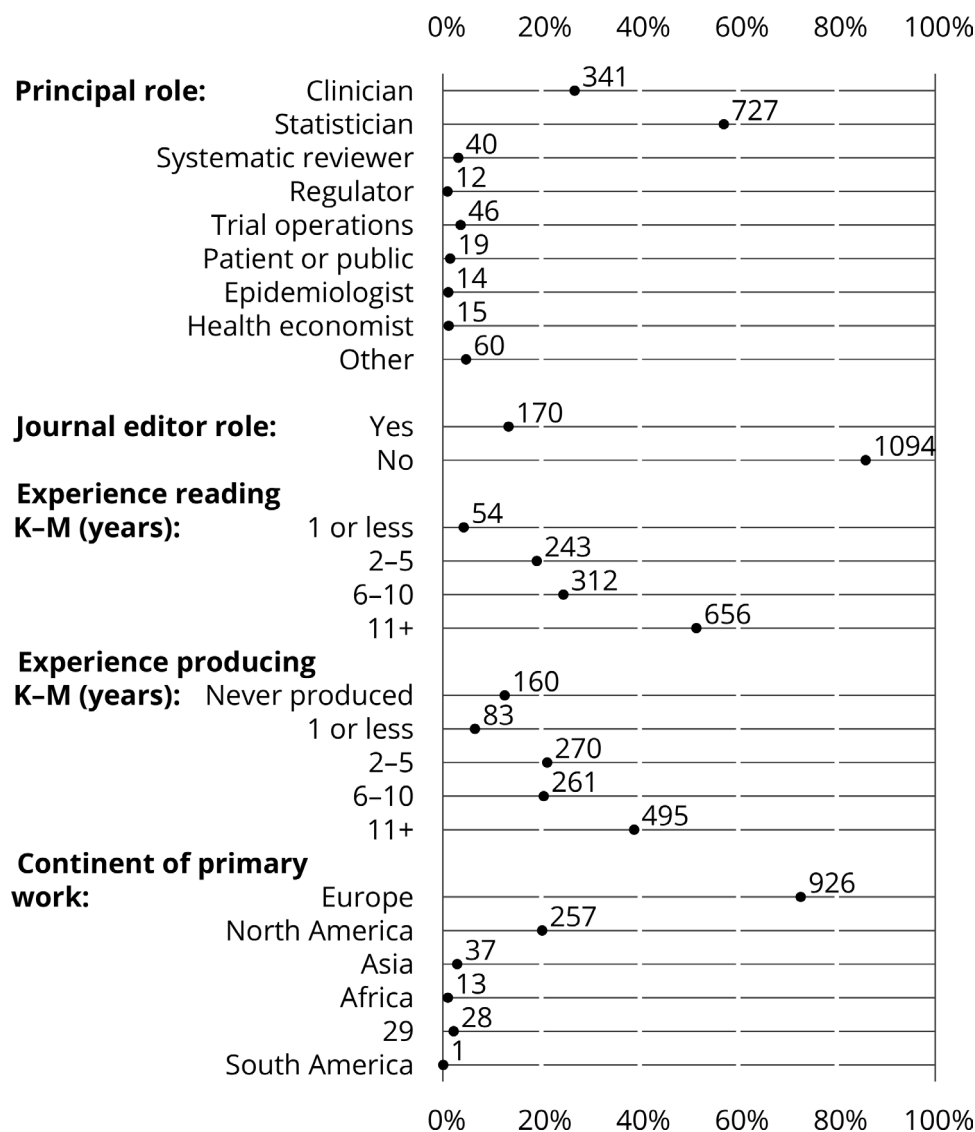 0% 20% 40% 60% 80% 100%
Principal role: Clinician 341
Statistician 727
Systematic reviewer 40
Regulator 12
Trial operations 46
Patient or public 19
Epidemiologist 14
Health economist 15
Other 60
Journal editor role: Yes 170
No 1094
Experience reading
K–M (years): 1 or less 54
2–5 243
6–10 312
11+ 656
Experience producing
K–M (years): Never produced 160
1 or less 83
2–5 270
6–10 261
11+ 495
Continent of primary
work: Europe 926
North America 257
Asia 37
Africa 13
29 28
South America 1
0% 20% 40% 60% 80% 100%